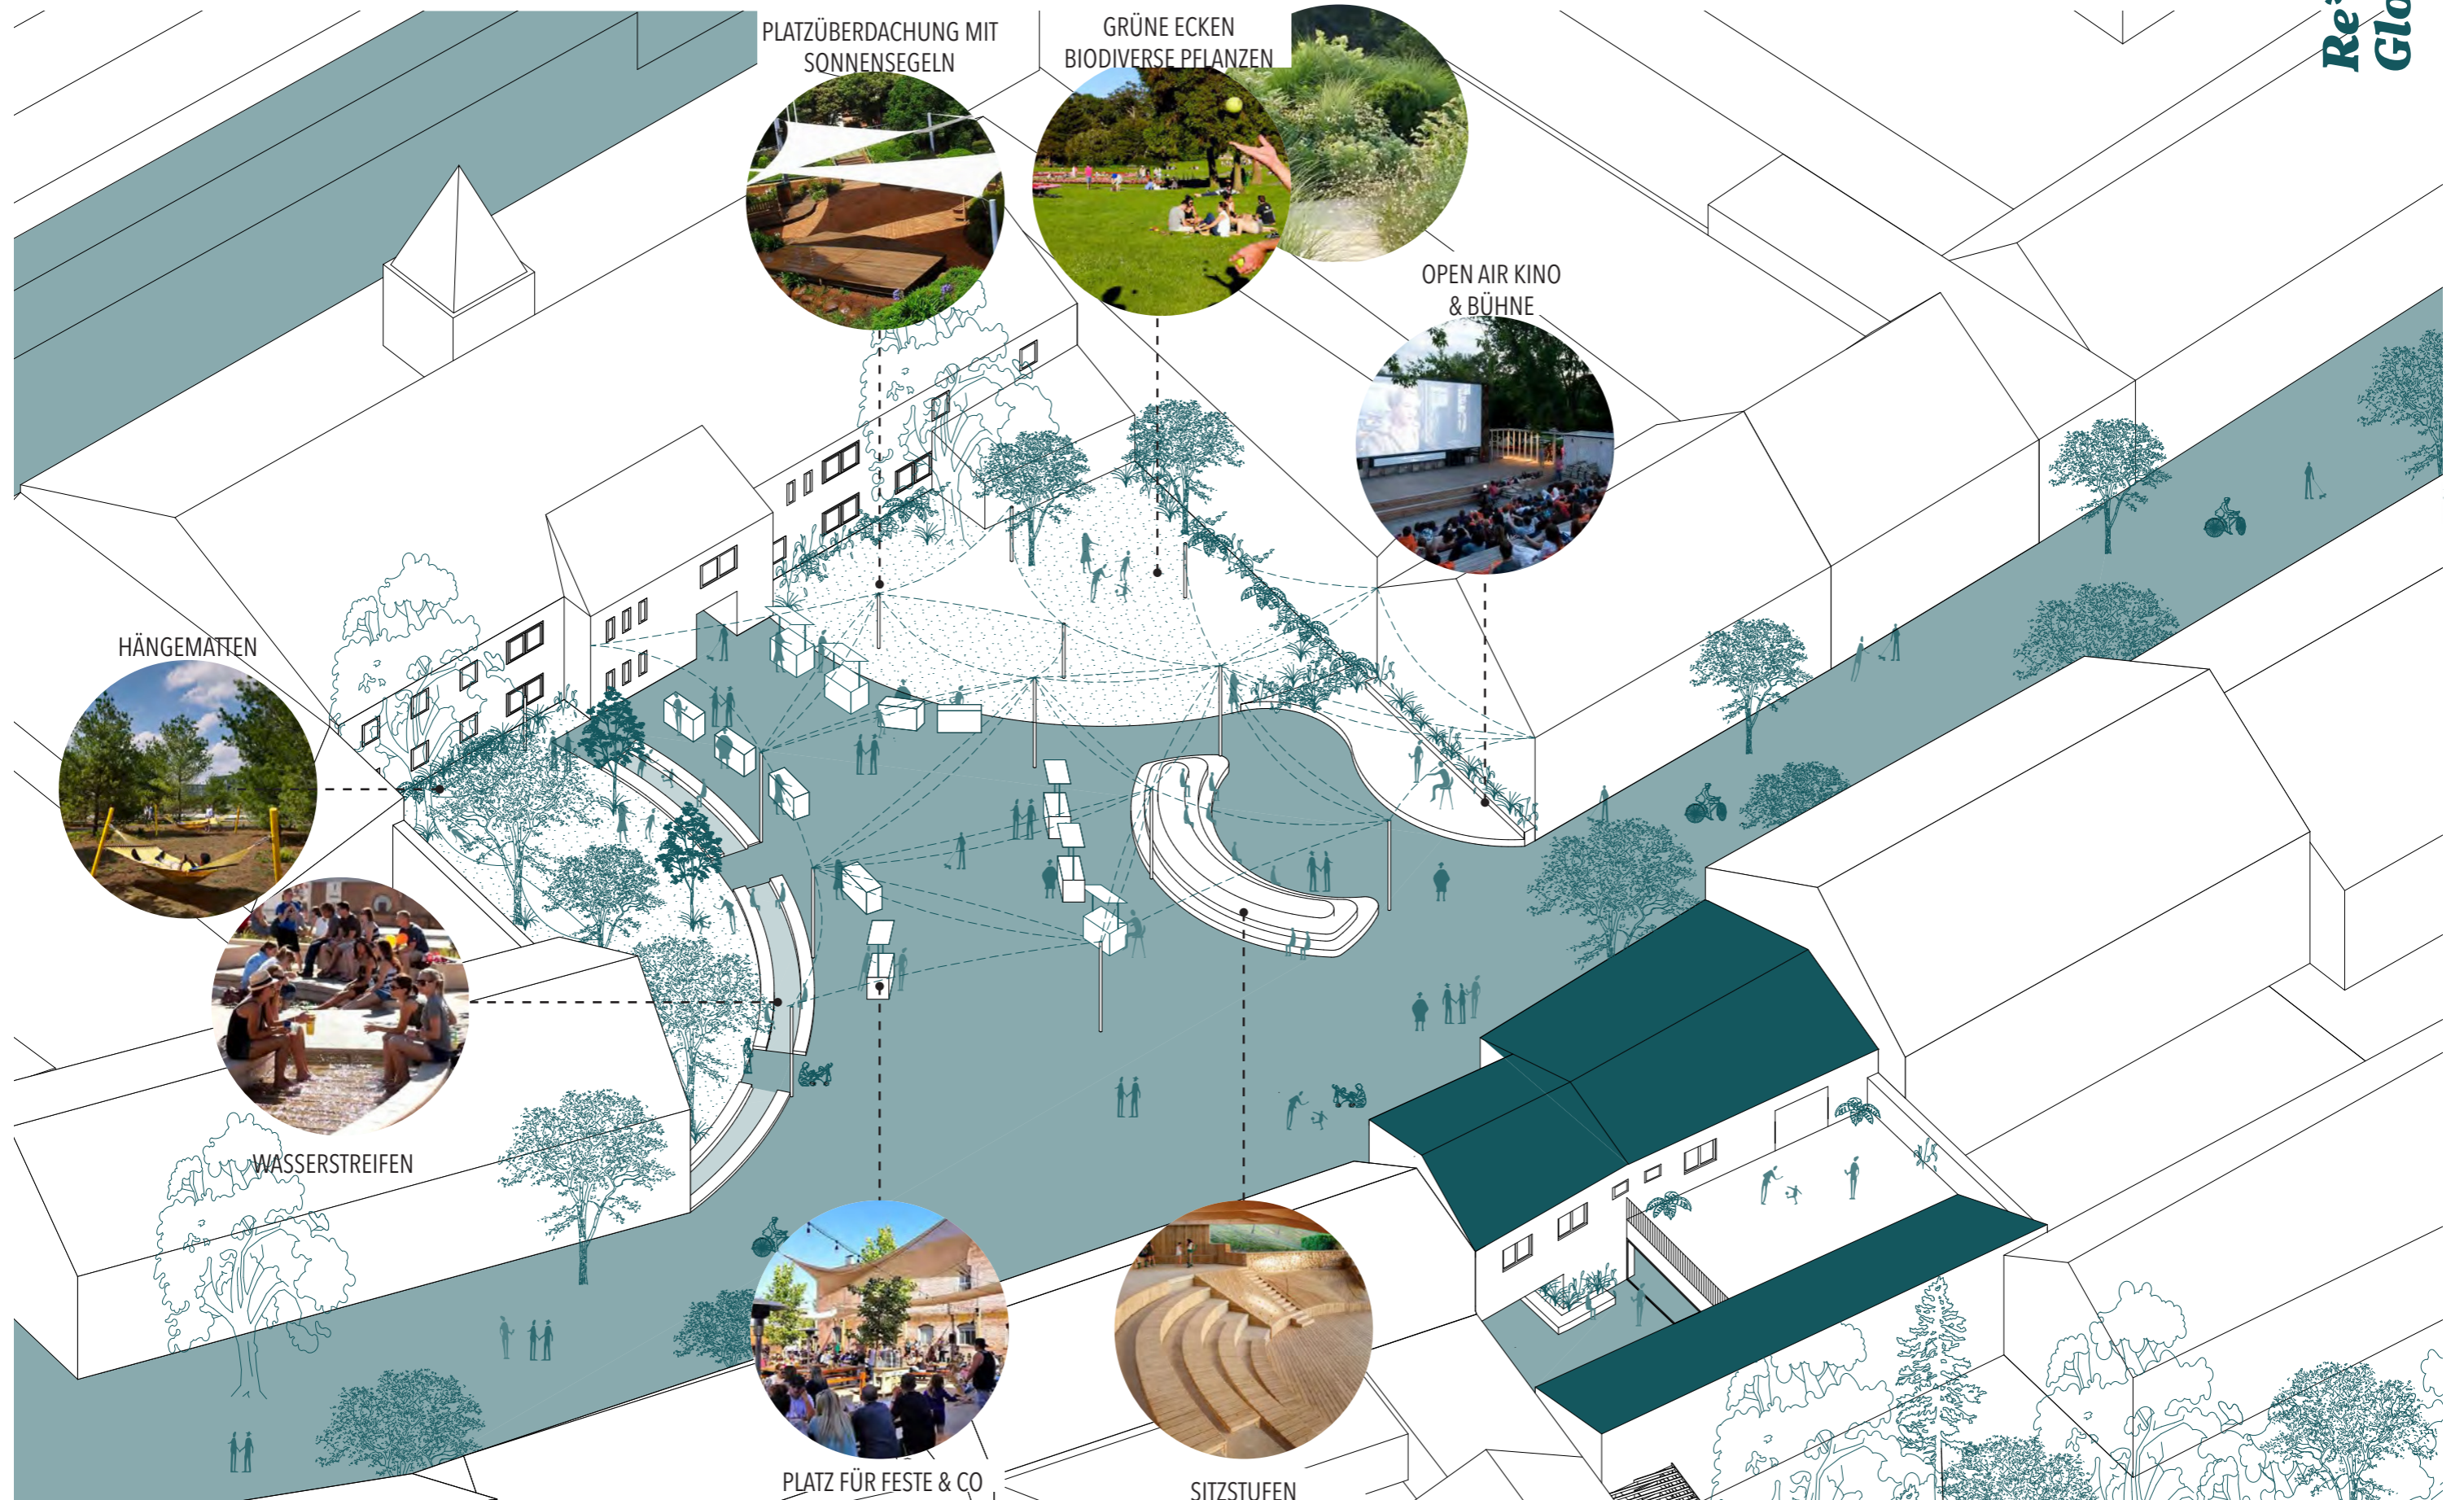 PLATZÜBERDACHUNG MIT
SONNENSEGELN
GRÜNE ECKEN
BIODIVERSE PFLANZEN
OPEN AIR KINO
& BÜHNE
HÄNGEMATTEN
WASSERSTREIFEN
PLATZ FÜR FESTE & CO
SITZSTUFEN